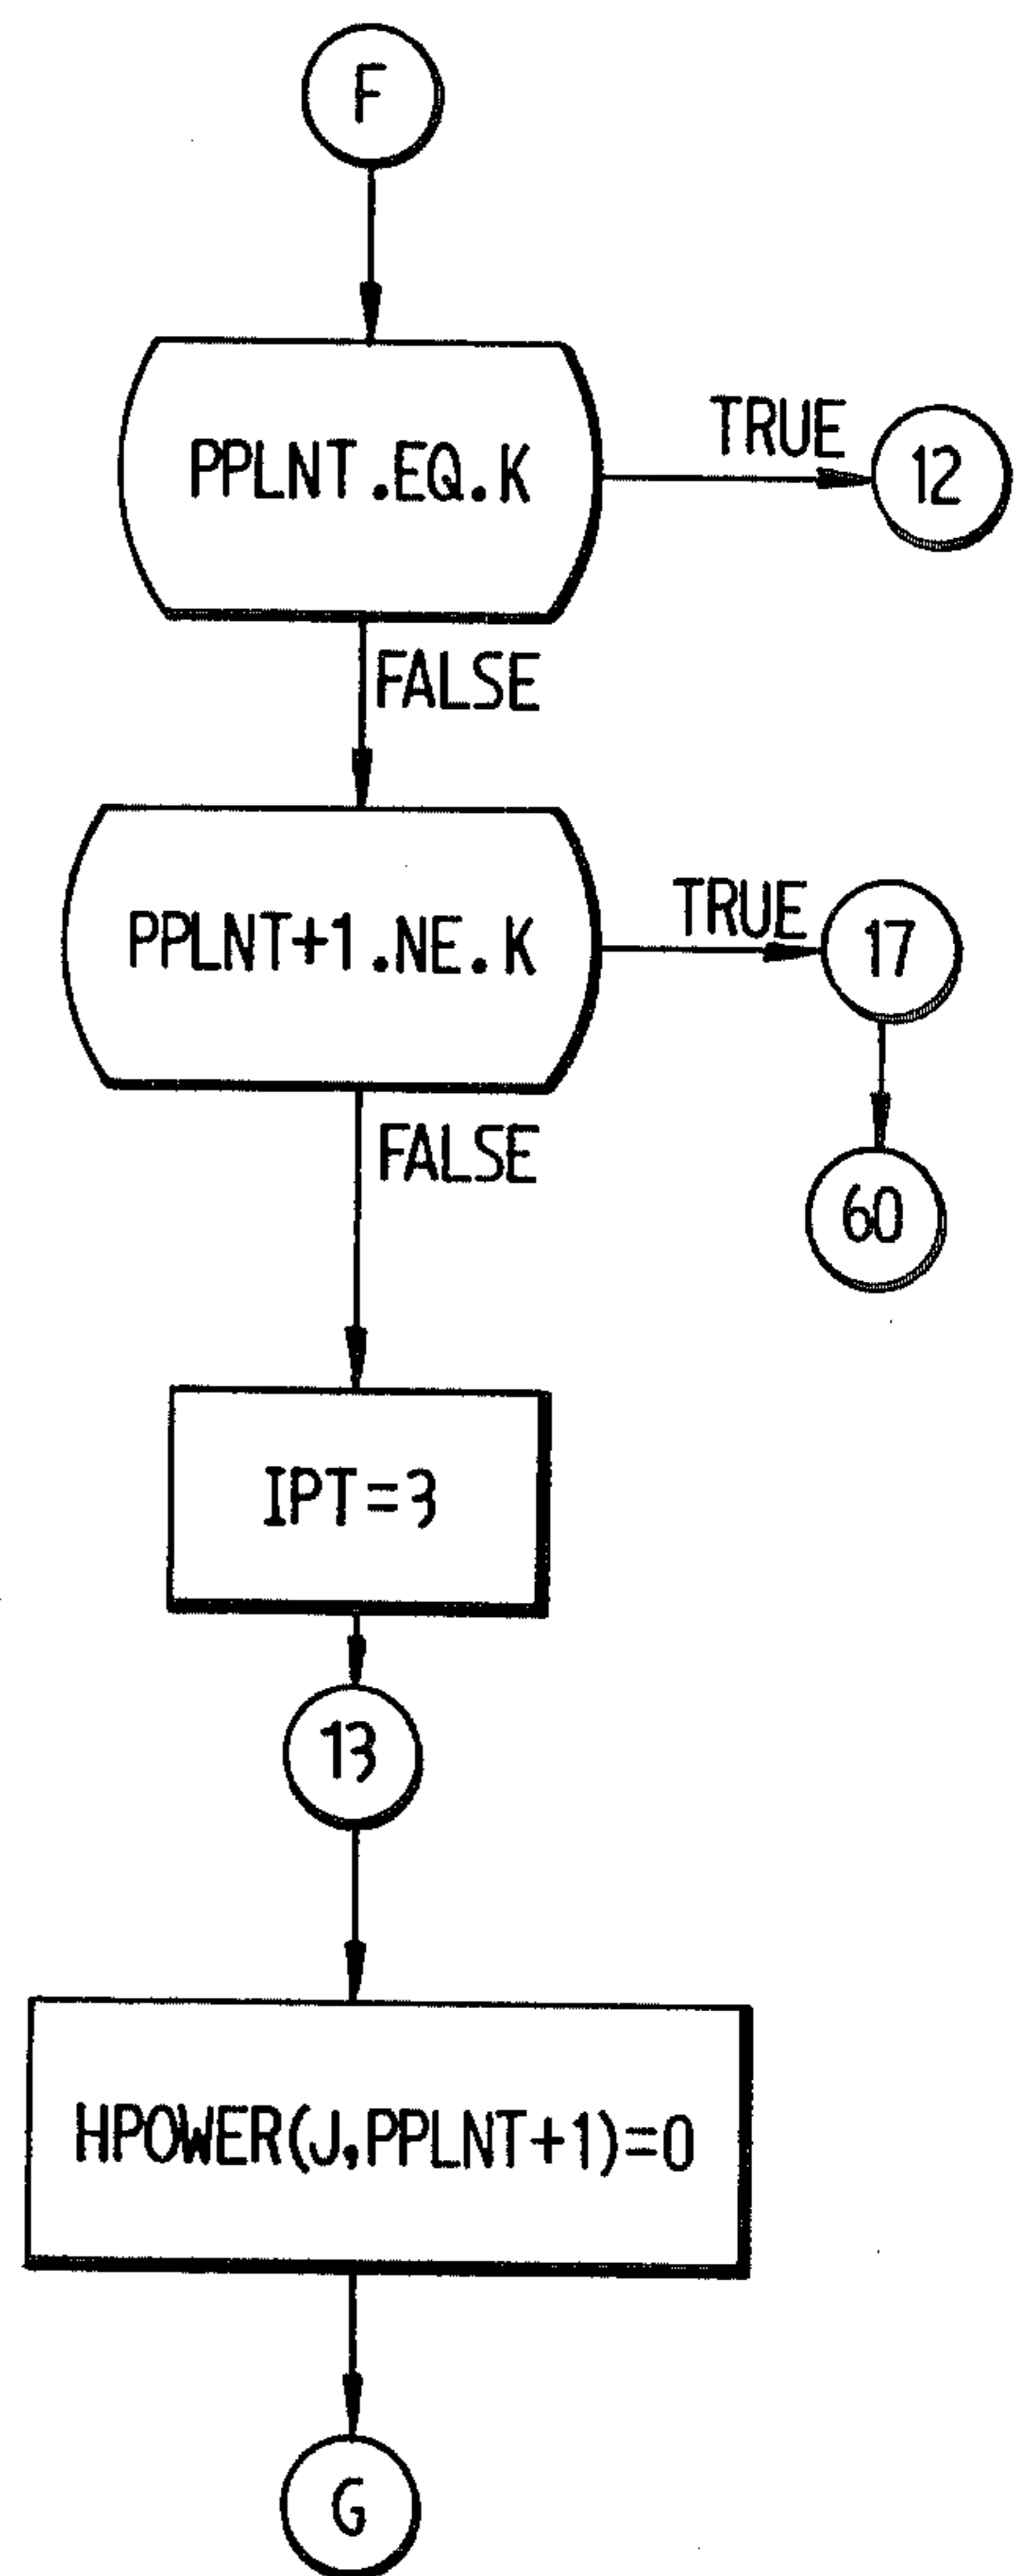 F
PPLNT.EQ.K
TRUE
12
FALSE
PPLNT+1.NE.K
TRUE
17
FALSE
60
IPT=3
13
HPOWER(J,PPLNT+1)=0
G